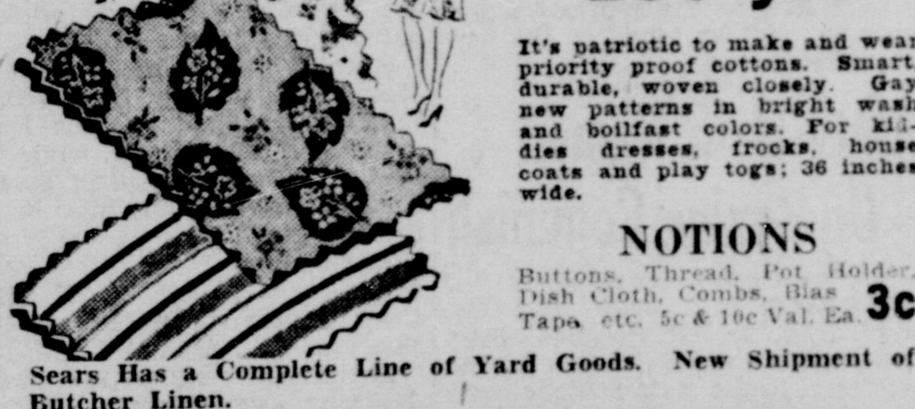 It's patriotic to make and wear
priority proof cottons. Smart,
durable, woven closely. Gay
new patterns in bright wash
and boilfast colors. For kid-
dies dresses, frocks, house
coats and play togs; 36 inches
wide.
NOTIONS
Buttons, Thread, Pot Holder,
Dish Cloth, Combs, Bias
Tape, etc. 5c & 10c Val. Ea. 3c
Sears Has a Complete Line of Yard Goods. New Shipment of
Butcher Linen.